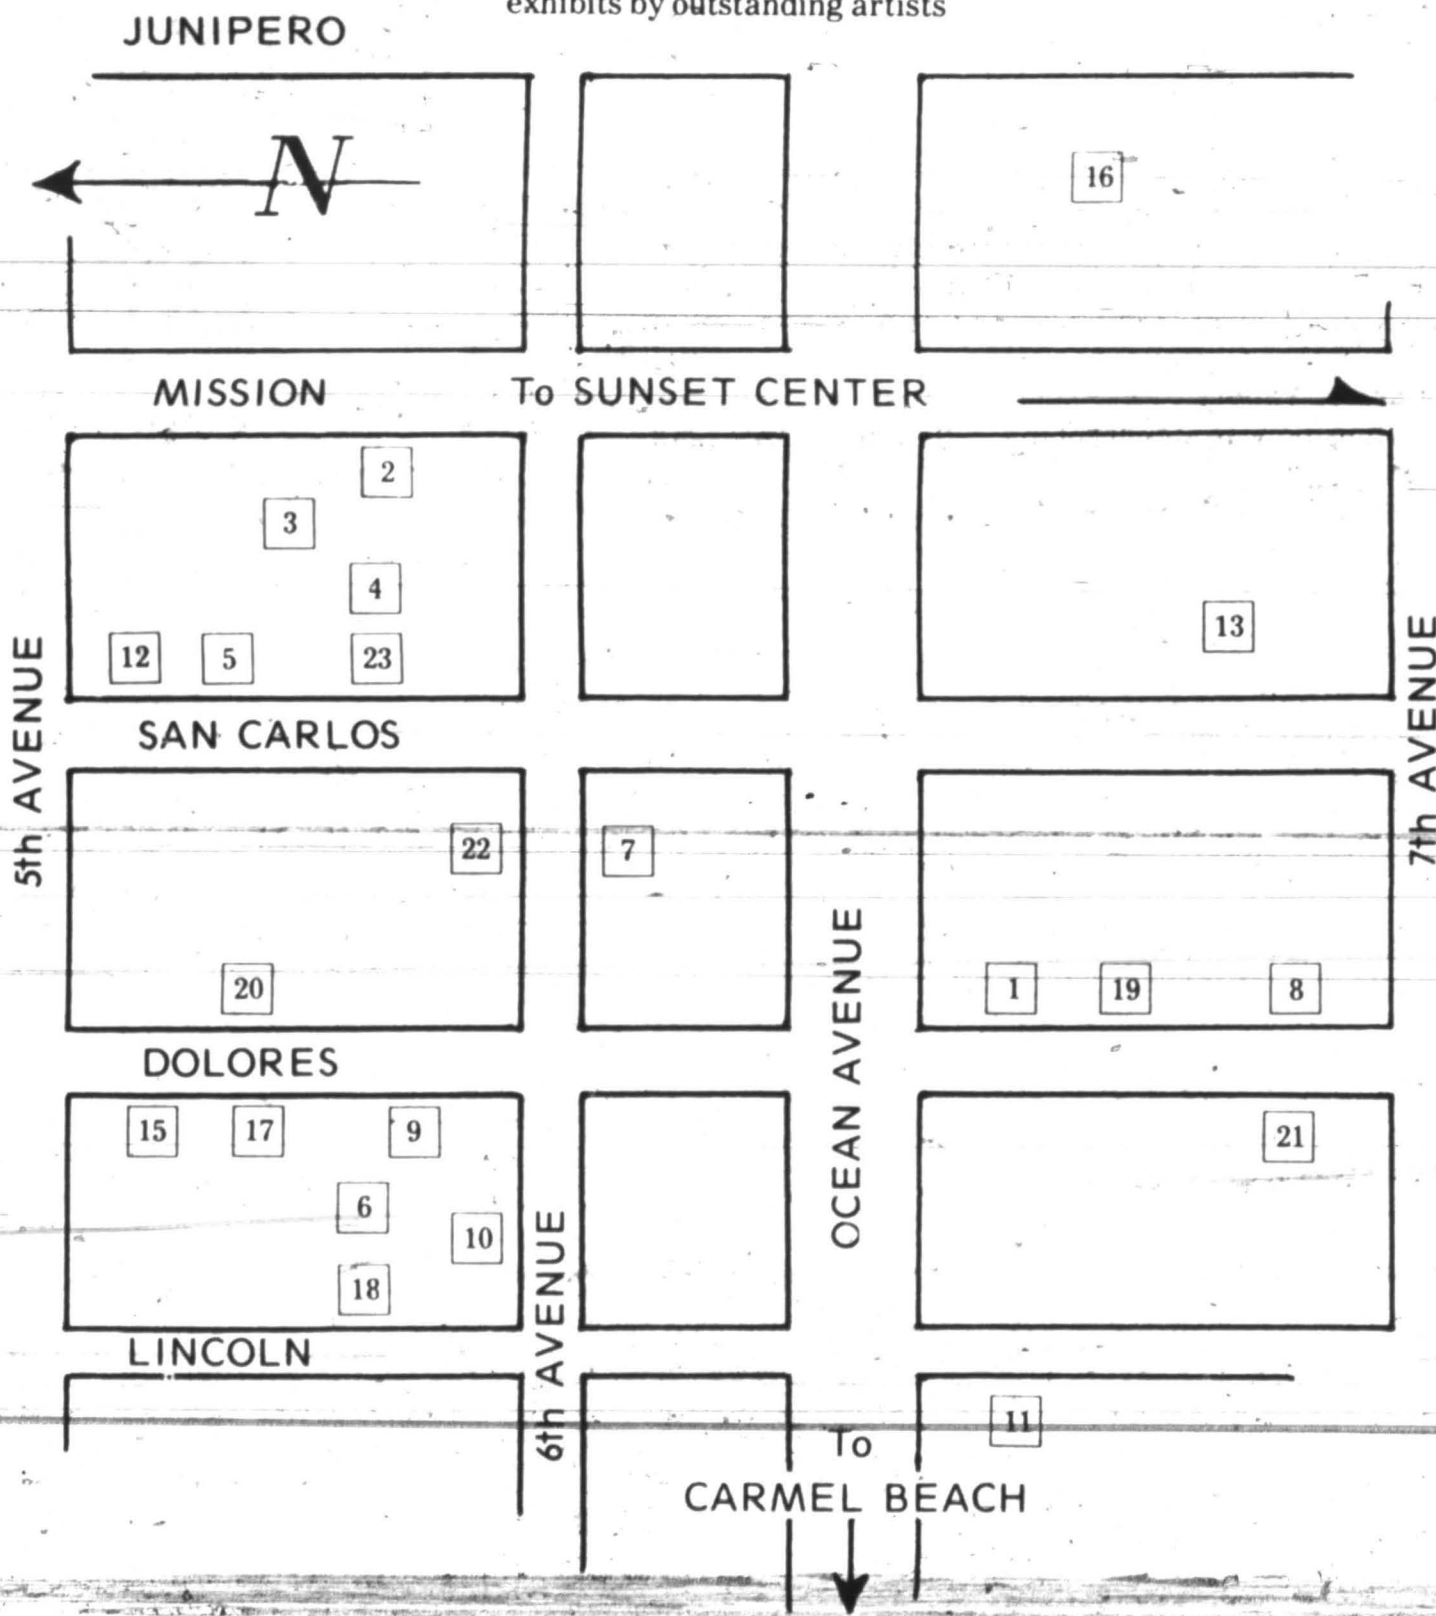 exhibits by outstanding artists
JUNIPERO
N
16
MISSION To SUNSET CENTER
2
3
4
12 5 23
13
5th AVENUE
7th AVENUE
SAN CARLOS
22 7
20
1 19 8
OCEAN AVENUE
DOLORES
15 17 9
21
6
10
18
6th AVENUE
LINCOLN
11
To
CARMEL BEACH